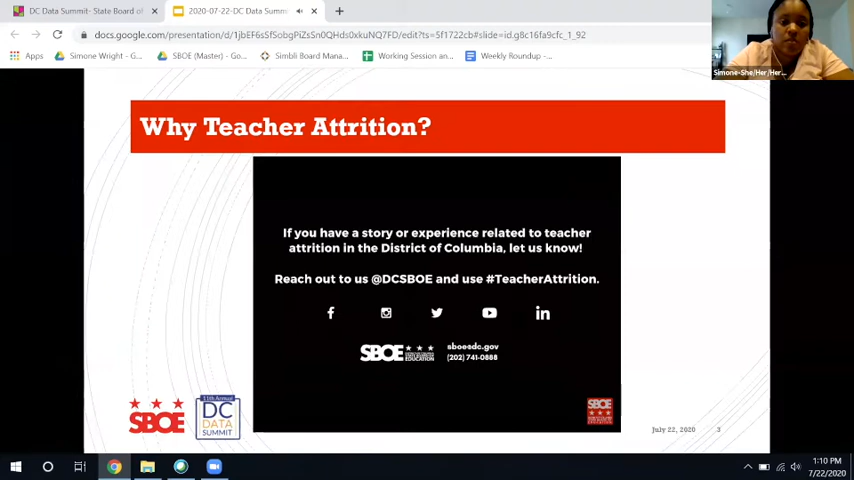 DC Data Summit- State Board of
2020-07-22-DC Data Summ
docs.google.com/presentation/d/1jbEF6sSfSobgPiZsSn0QHds0xkuNQ7FD/edit?ts=5f1722cb#slide=id.g8c16fa9cfc_1_92
Apps
Simone Wright - G...
SBOE (Master) - Go...
Simbli Board Mana...
Working Session an...
Weekly Roundup -...
Simone-She/Her/Her...
Why Teacher Attrition?
If you have a story or experience related to teacher
attrition in the District of Columbia, let us know!
Reach out to us @DCSBOE and use #TeacherAttrition.
SBOE
EDUCATION
sboe.dc.gov
(202) 741-0888
SBOE
SBOE
11th Annual
DC
DATA
SUMMIT
July 22, 2020
3
1:10 PM
7/22/2020